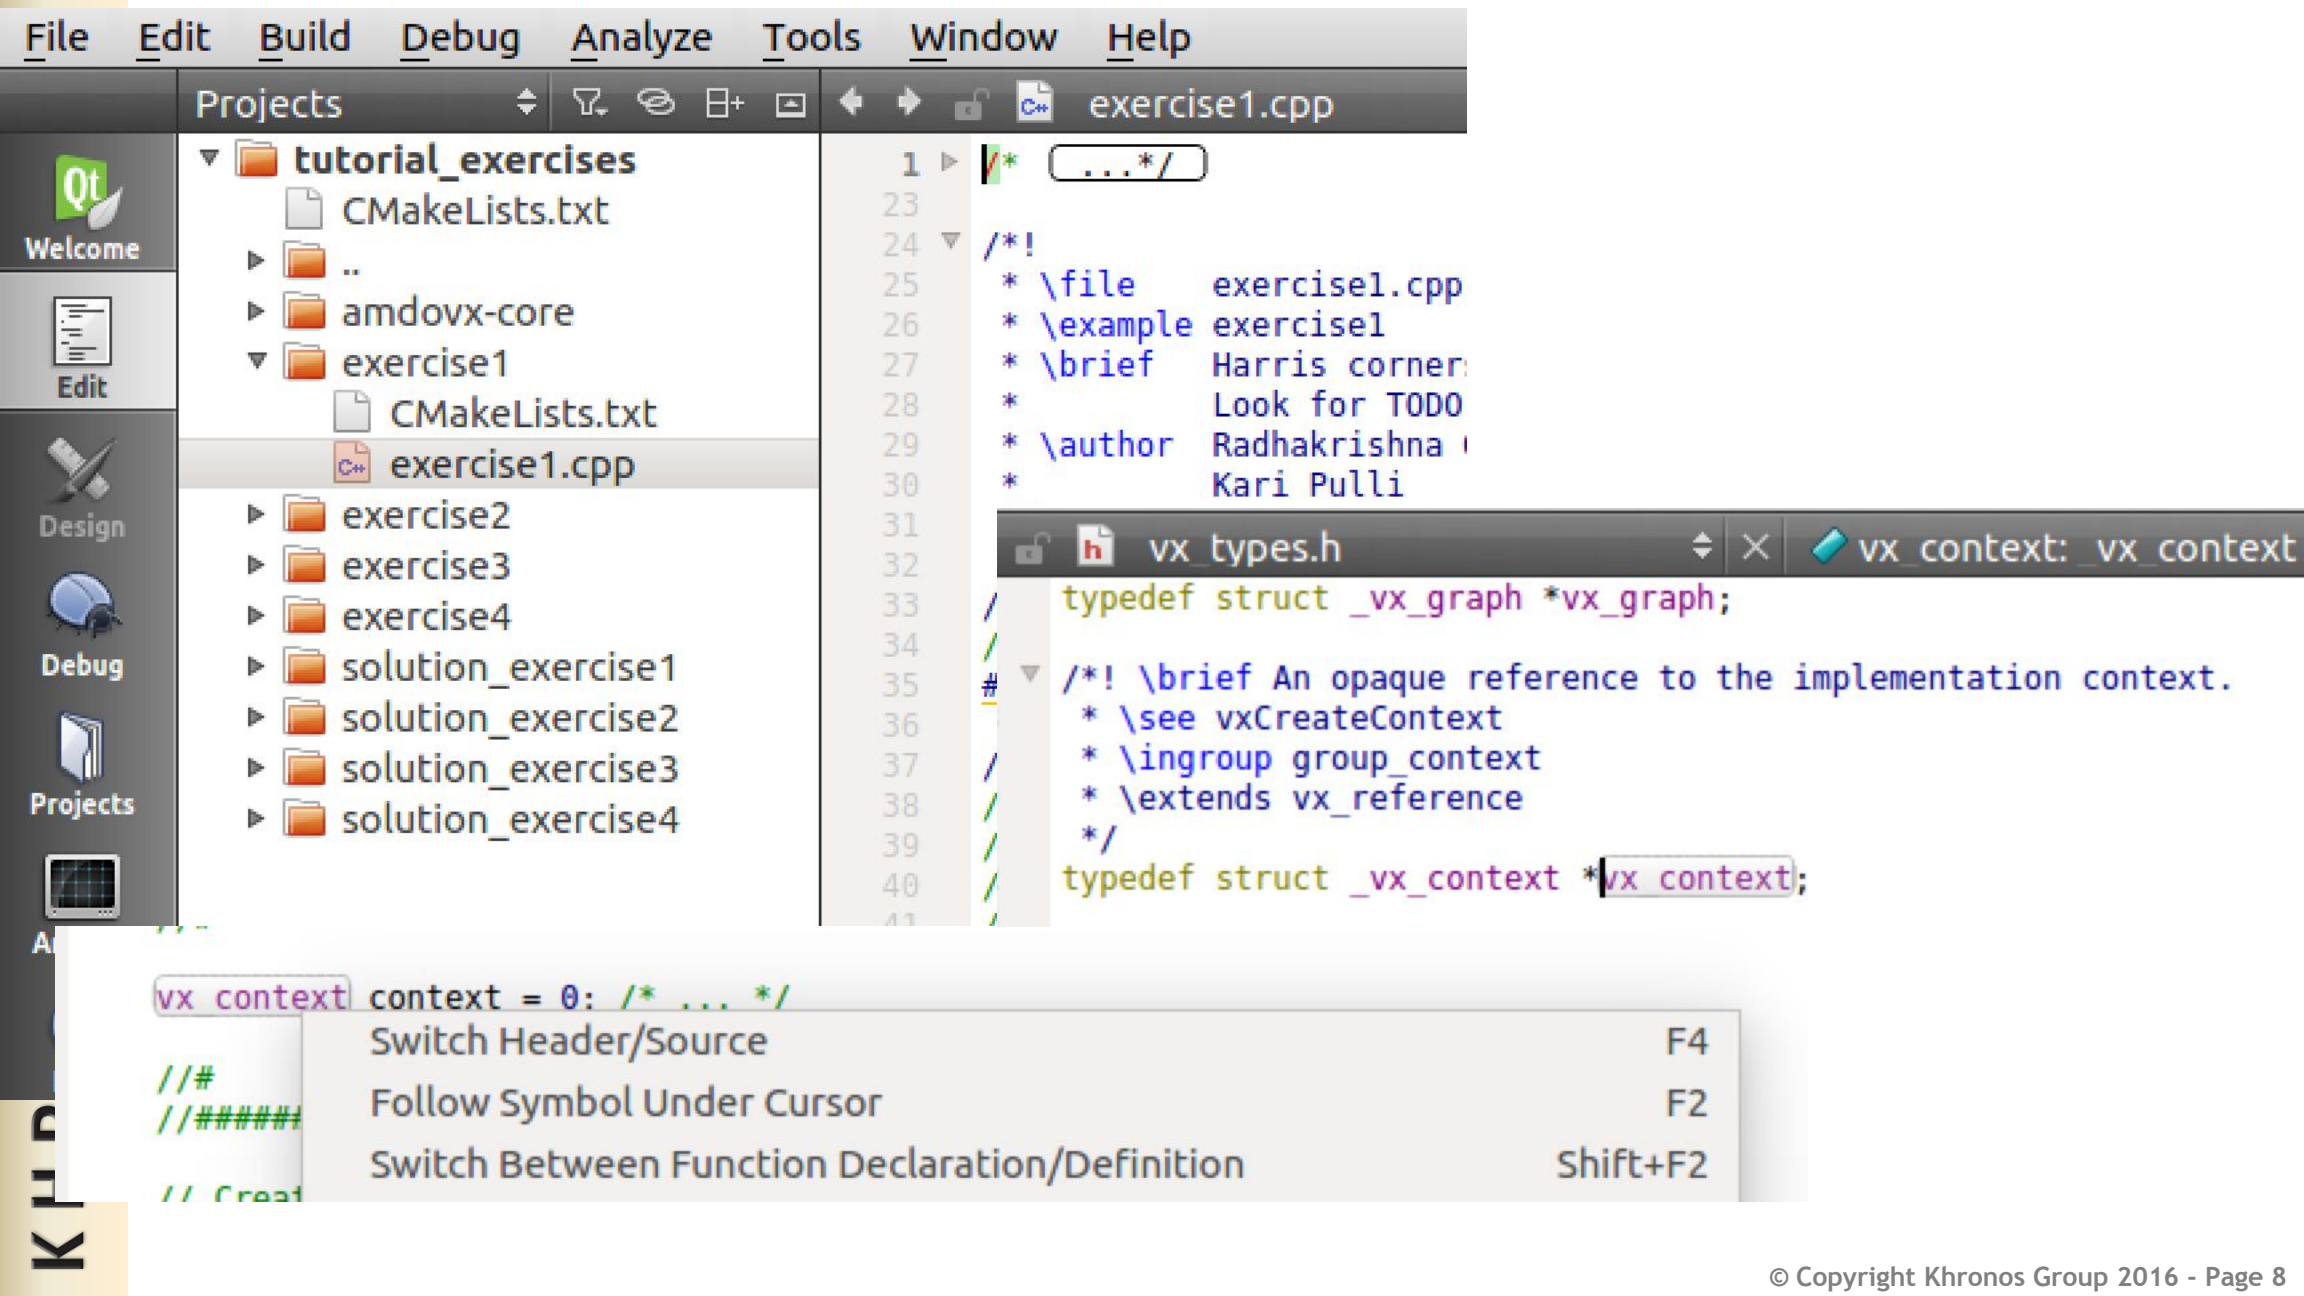 File Edit Build Debug Analyze Tools Window Help
Projects
exercise1.cpp
Qt
Welcome
Edit
Design
Debug
Projects
tutorial_exercises
CMakeLists.txt
..
amdovx-core
exercise1
CMakeLists.txt
C++ exercise1.cpp
exercise2
exercise3
exercise4
solution_exercise1
solution_exercise2
solution_exercise3
solution_exercise4
1 /* ...*/
23
24 /*!
25 * \file exercise1.cpp
26 * \example exercise1
27 * \brief Harris corner
28 * Look for TODO
29 * \author Radhakrishna
30 * Kari Pulli
31
32
33 /
34 /
35 #
36
37 /
38 /
39 /
40 /
41 /
h vx_types.h vx_context: _vx_context
typedef struct _vx_graph *vx_graph;
/*! \brief An opaque reference to the implementation context.
* \see vxCreateContext
* \ingroup group_context
* \extends vx_reference
*/
typedef struct _vx_context *vx_context;
vx_context context = 0; /* ... */
//#
//######
// Creat
Switch Header/Source F4
Follow Symbol Under Cursor F2
Switch Between Function Declaration/Definition Shift+F2
K H
© Copyright Khronos Group 2016 - Page 8